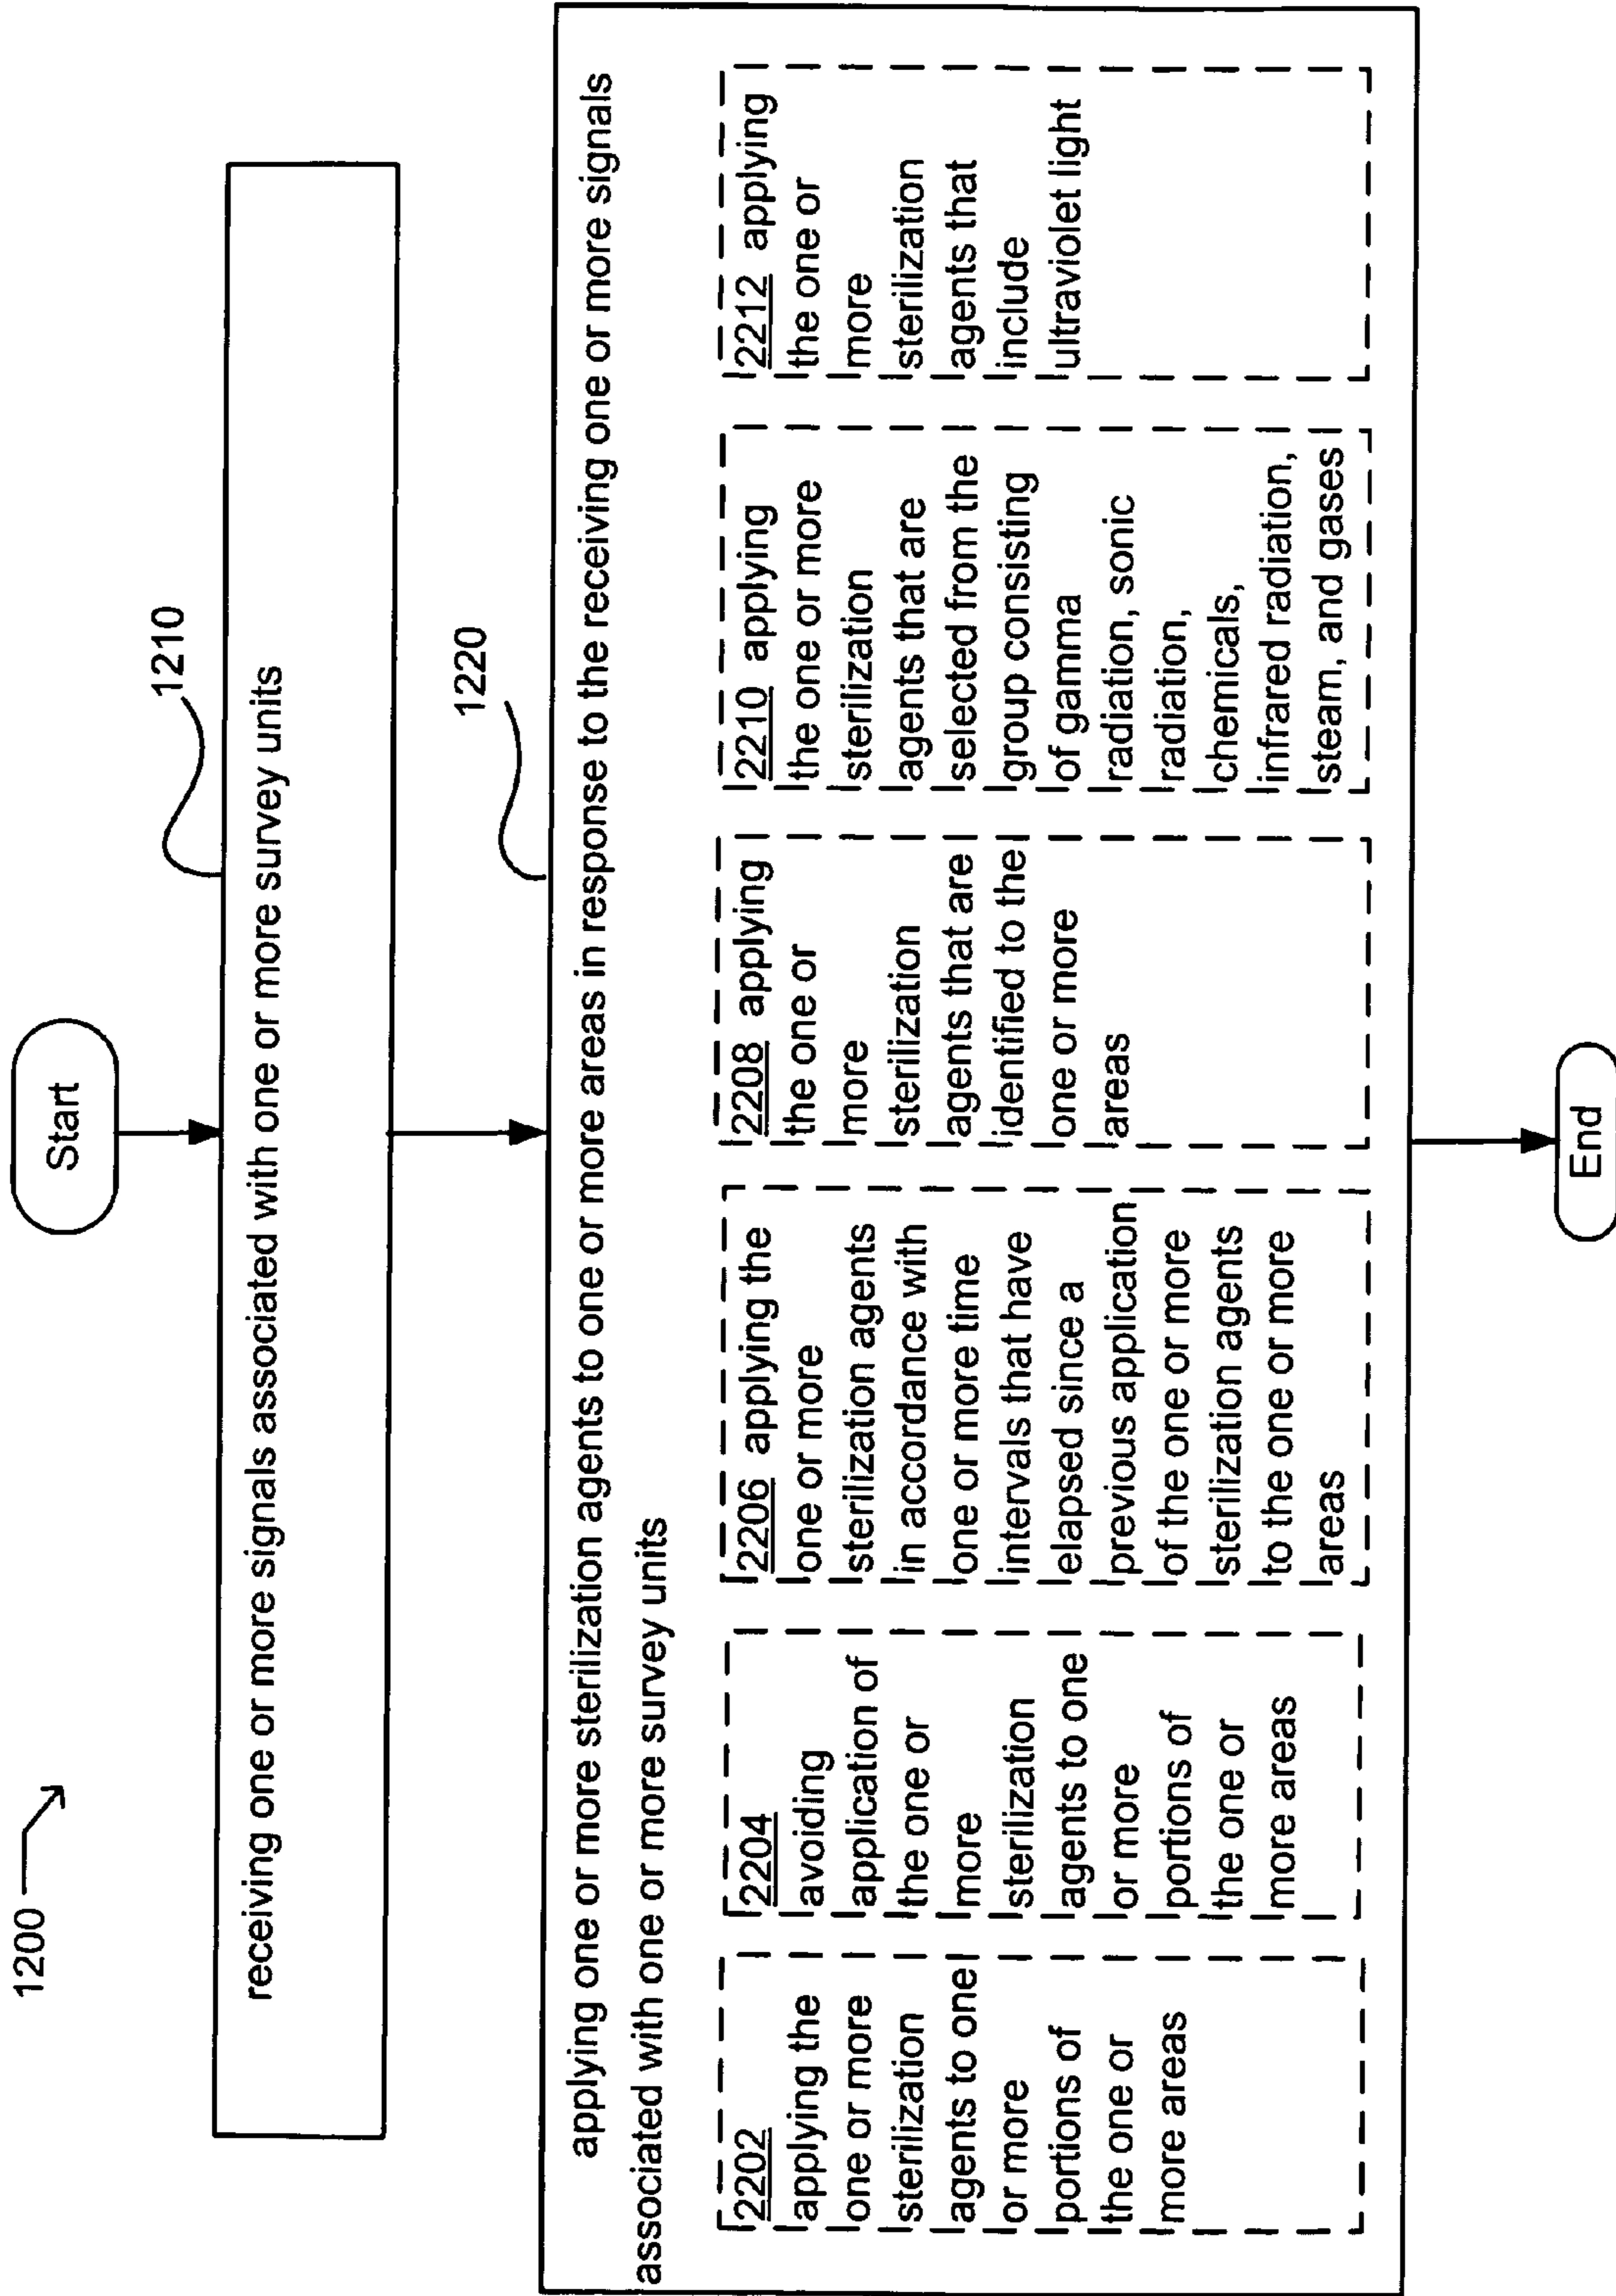 1200
Start
1210
receiving one or more signals associated with one or more survey units
1220
applying one or more sterilization agents to one or more areas in response to the receiving one or more signals
associated with one or more survey units
2202
applying the
one or more
sterilization
agents to one
or more
portions of
the one or
more areas
2204
avoiding
application of
the one or
more
sterilization
agents to one
or more
portions of
the one or
more areas
2206 applying the
one or more
sterilization agents
in accordance with
one or more time
intervals that have
elapsed since a
previous application
of the one or more
sterilization agents
to the one or more
areas
2208 applying
the one or
more
sterilization
agents that are
identified to the
one or more
areas
2210 applying
the one or more
sterilization
agents that are
selected from the
group consisting
of gamma
radiation, sonic
radiation,
chemicals,
infrared radiation,
steam, and gases
2212 applying
the one or
more
sterilization
agents that
include
ultraviolet light
End